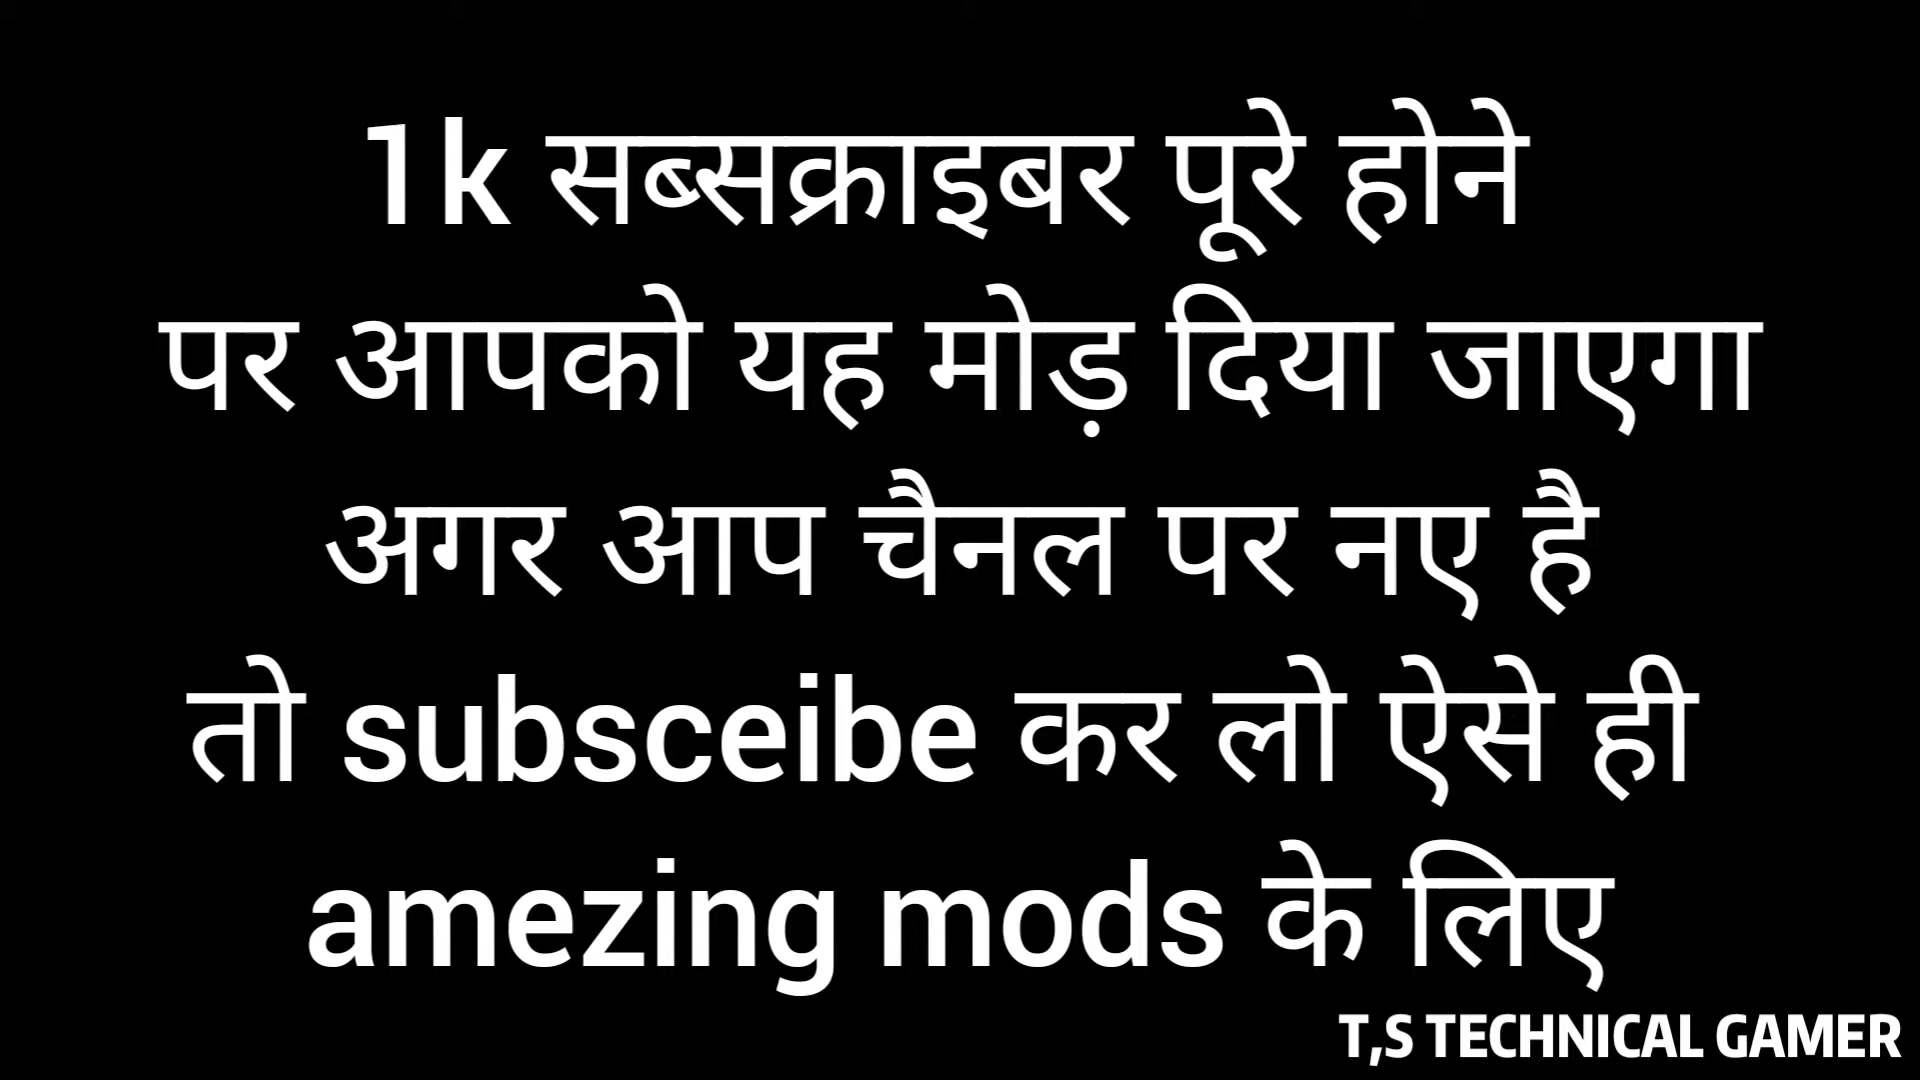 1k सब्सक्राइबर पूरे होने
पर आपको यह मोड़ दिया जाएगा
अगर आप चैनल पर नए है
तो subsceibe कर लो ऐसे ही
amezing mods के लिए
T,S TECHNICAL GAMER